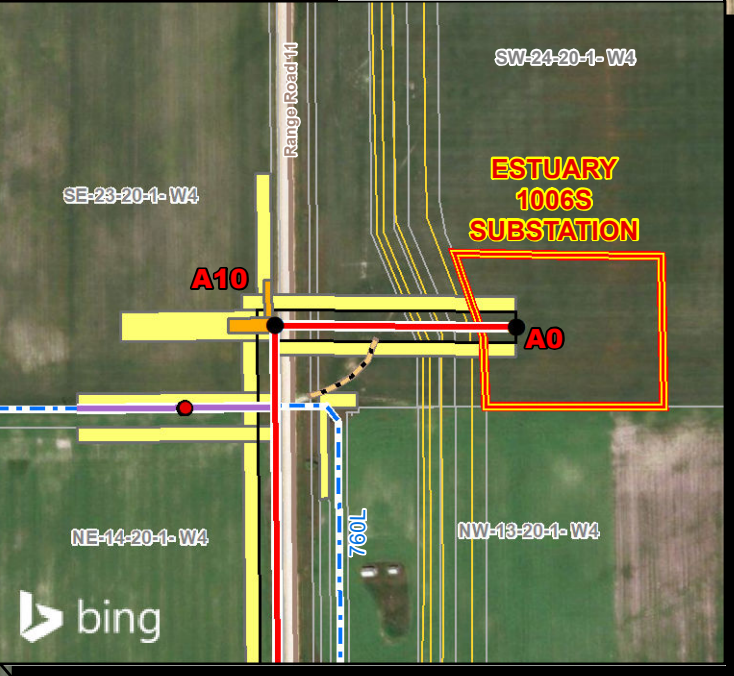 SW-24-20-1- W4
Range Road 11
ESTUARY
1006S
SUBSTATION
SE-23-20-1- W4
A10
A0
760L
NW-13-20-1- W4
NE-14-20-1- W4
bing